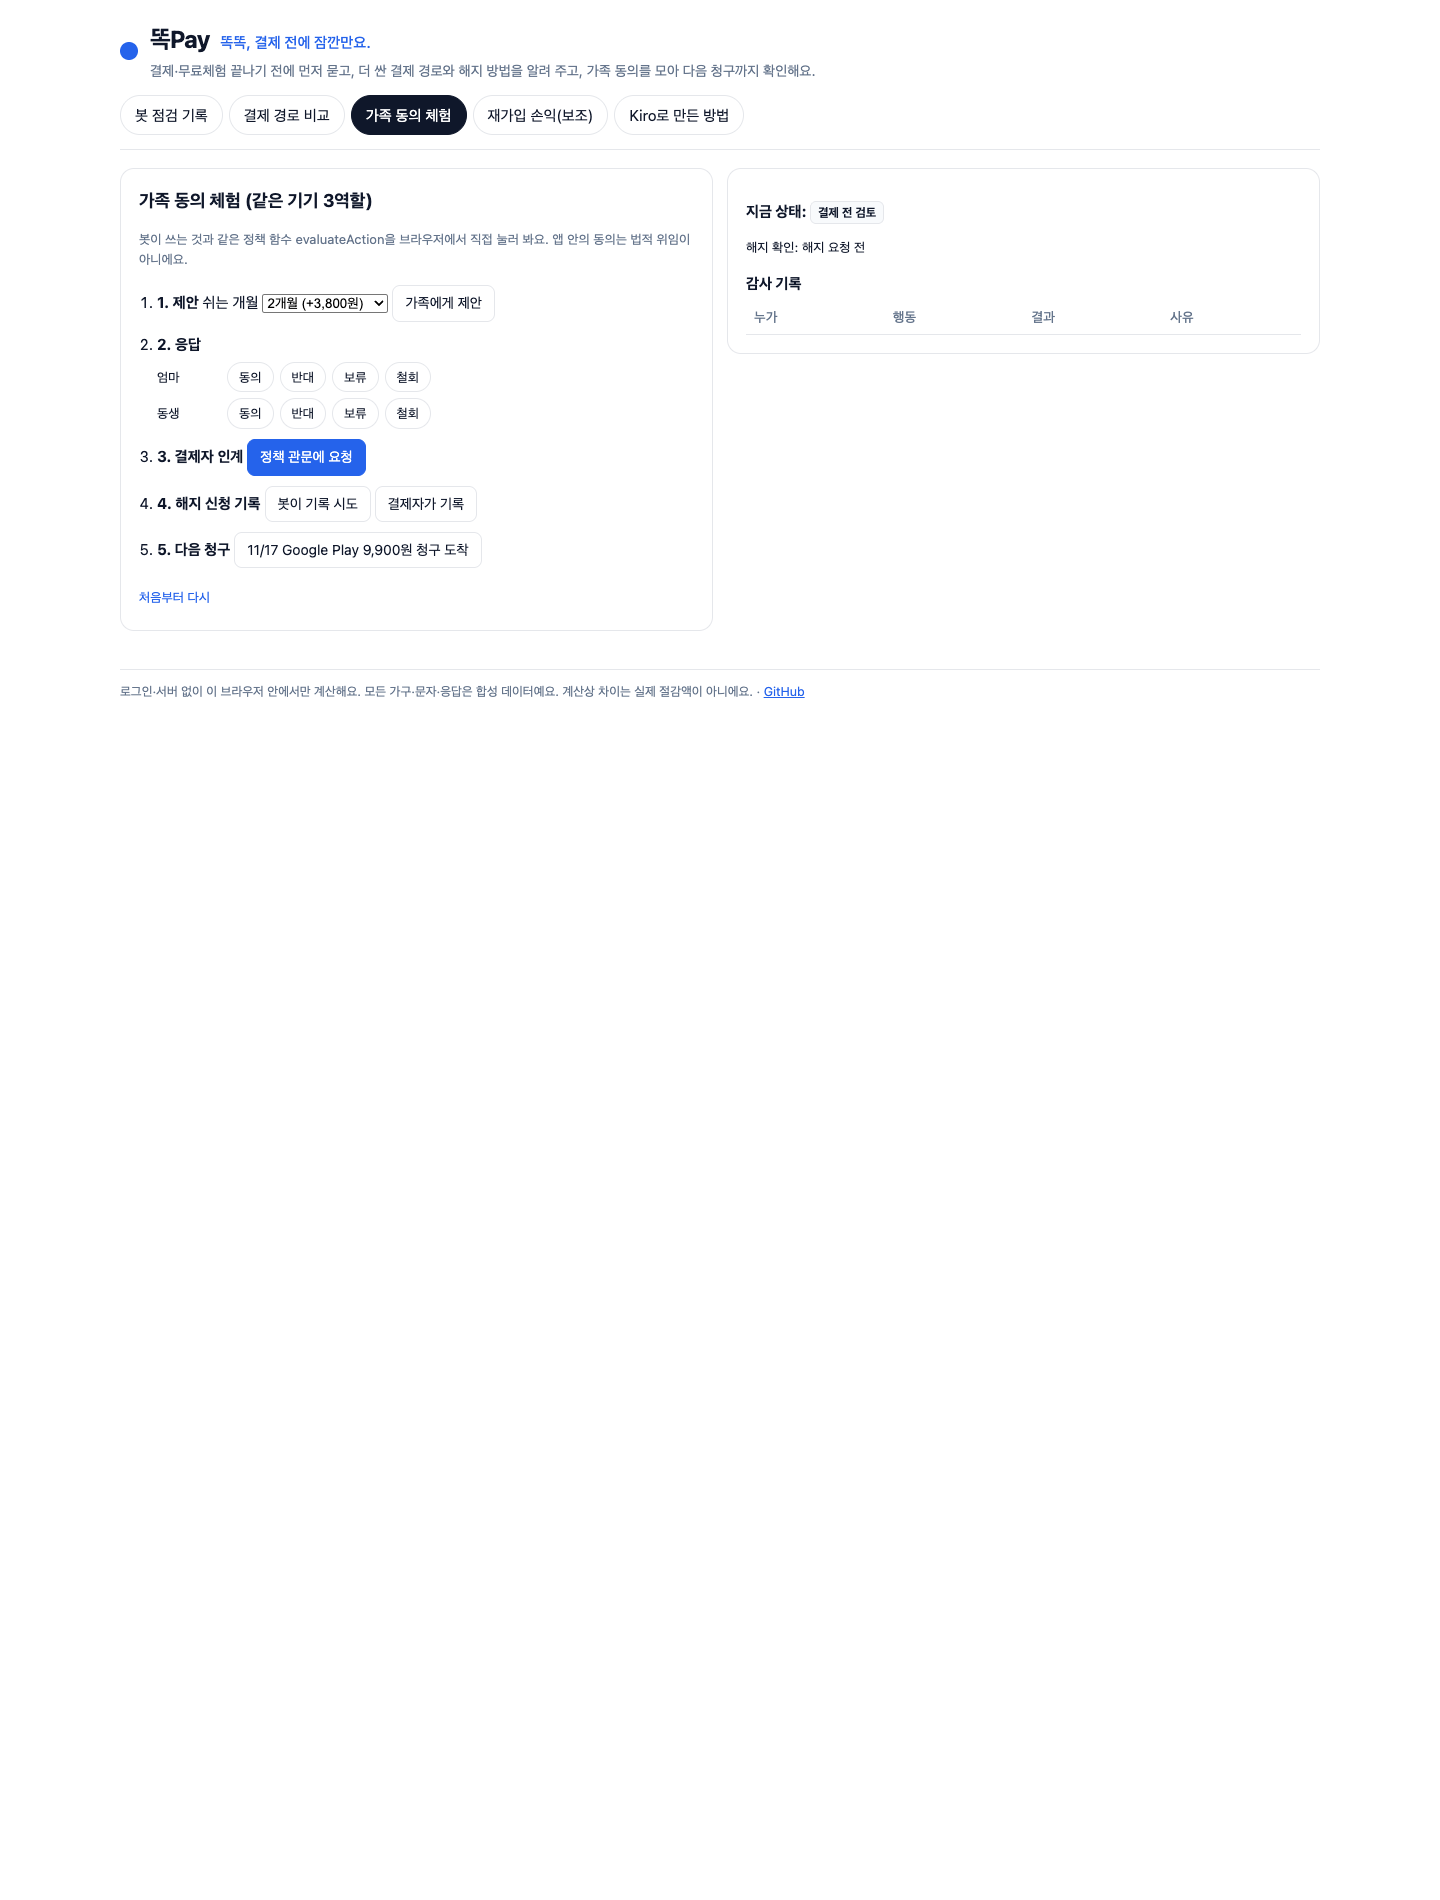 똑Pay 똑똑, 결제 전에 잠깐만요.
결제·무료체험 끝나기 전에 먼저 묻고, 더 싼 결제 경로와 해지 방법을 알려 주고, 가족 동의를 모아 다음 청구까지 확인해요.
봇 점검 기록 결제 경로 비교 가족 동의 체험 재가입 손익(보조) Kiro로 만든 방법
가족 동의 체험 (같은 기기 3역할)
봇이 쓰는 것과 같은 정책 함수 evaluateAction을 브라우저에서 직접 눌러 봐요. 앱 안의 동의는 법적 위임이
아니에요.
1. 1. 제안 쉬는 개월 2개월 (+3,800원) 가족에게 제안
2. 2. 응답
엄마 동의 반대 보류 철회
동생 동의 반대 보류 철회
3. 3. 결제자 인계 정책 관문에 요청
4. 4. 해지 신청 기록 봇이 기록 시도 결제자가 기록
5. 5. 다음 청구 11/17 Google Play 9,900원 청구 도착
처음부터 다시
지금 상태: 결제 전 검토
해지 확인: 해지 요청 전
감사 기록
누가 행동 결과 사유
로그인·서버 없이 이 브라우저 안에서만 계산해요. 모든 가구·문자·응답은 합성 데이터예요. 계산상 차이는 실제 절감액이 아니에요. · GitHub